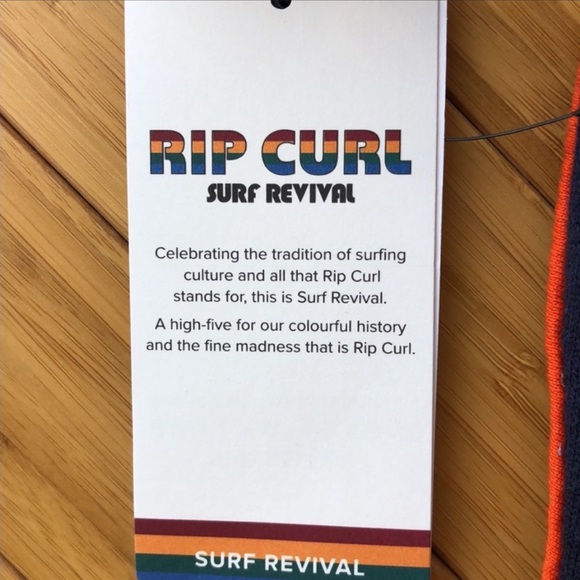 RIP CURL
SURF REVIVAL
Celebrating the tradition of surfing
culture and all that Rip Curl
stands for, this is Surf Revival.
A high-five for our colourful history
and the fine madness that is Rip Curl.
SURF REVIVAL